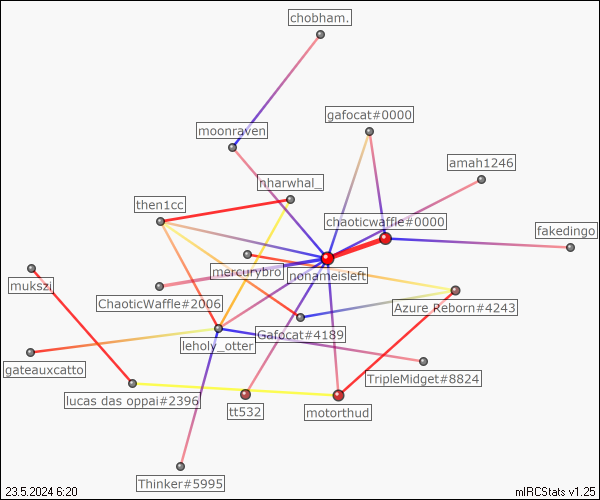 chobham.
gafocat#0000
moonraven
amah1246
nharwhal_
then1cc
chaoticwaffle#0000
fakedingo
mercurybro
nonameisleft
mukszi
ChaoticWaffle#2006
Azure.Reborn#4243
Gafocat#4189
leholy_otter
gateauxcatto
TripleMidget#8824
lucas das oppai#2396
tt532
motorthud
Thinker#5995
23.5.2024 6:20
mIRCStats v1.25